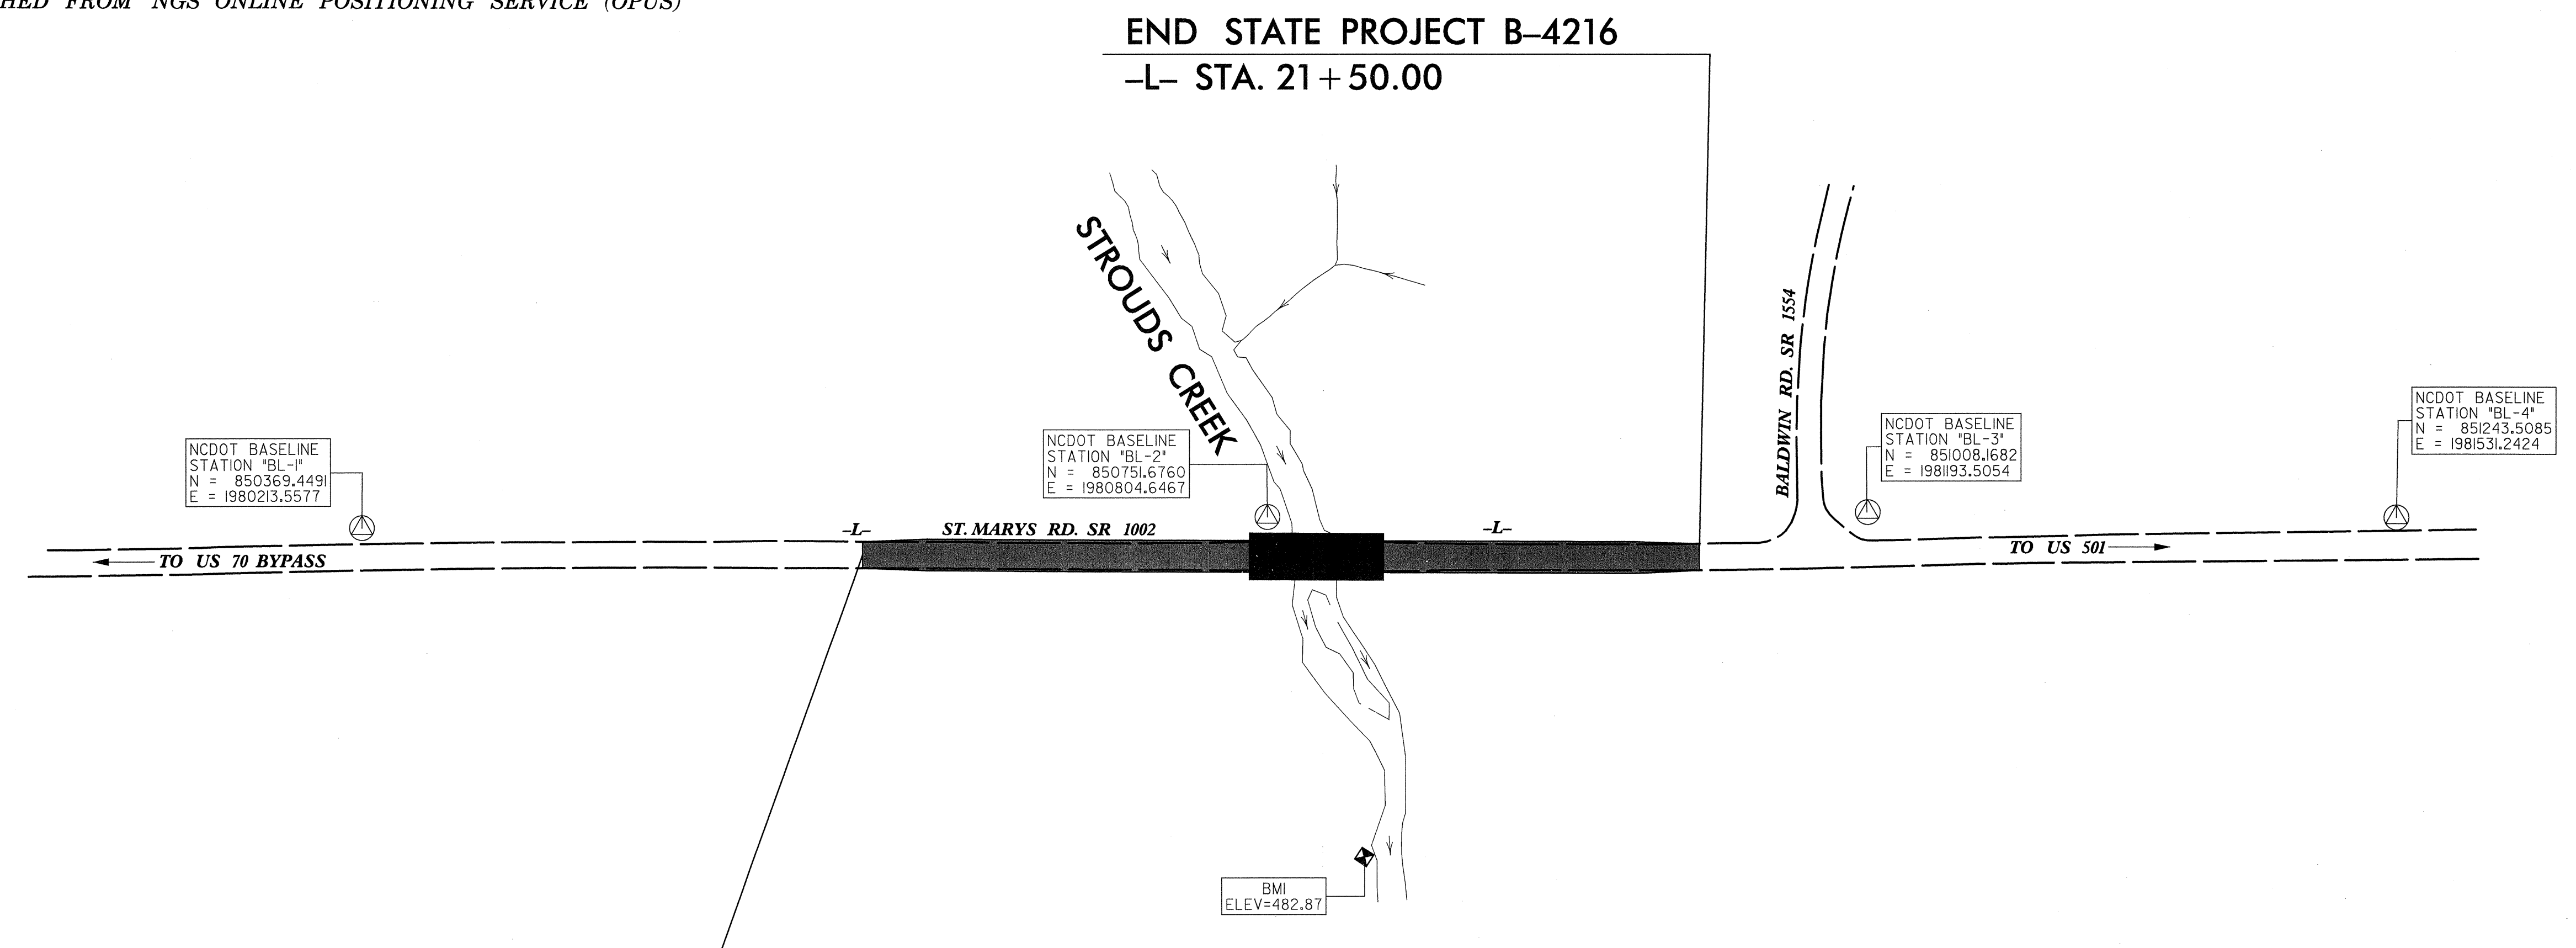 FROM NGS ONLINE POSITIONING SERVICE (OPUS)
END STATE PROJECT B–4216
–L– STA. 21+50.00
STROUDS CREEK
BALDWIN RD. SR 1554
NCDOT BASELINE
STATION "BL-1"
N = 850369.4491
E = 1980213.5577
NCDOT BASELINE
STATION "BL-2"
N = 850751.6760
E = 1980804.6467
NCDOT BASELINE
STATION "BL-3"
N = 851008.1682
E = 1981193.5054
NCDOT BASELINE
STATION "BL-4"
N = 851243.5085
E = 1981531.2424
–L–
ST. MARYS RD. SR 1002
–L–
TO US 70 BYPASS
TO US 501
BM1
ELEV=482.87